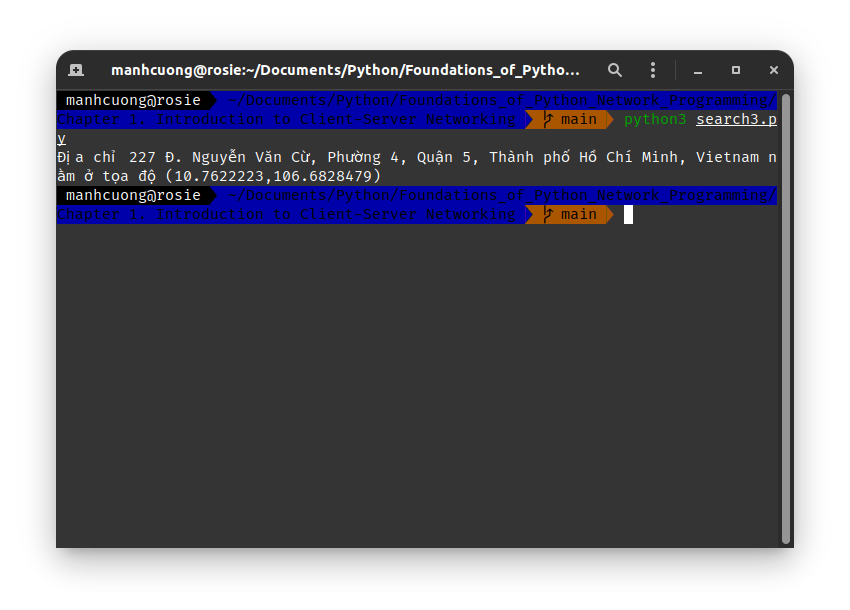 manhcuong@rosie:~/Documents/Python/Foundations_of_Pytho...
manhcuong@rosie ~/Documents/Python/Foundations_of_Python_Network_Programming/
Chapter 1. Introduction to Client-Server Networking main python3 search3.p
y
Địa chỉ 227 Đ. Nguyễn Văn Cừ, Phường 4, Quận 5, Thành phố Hồ Chí Minh, Vietnam n
ằm ở tọa độ (10.7622223,106.6828479)
manhcuong@rosie ~/Documents/Python/Foundations_of_Python_Network_Programming/
Chapter 1. Introduction to Client-Server Networking main